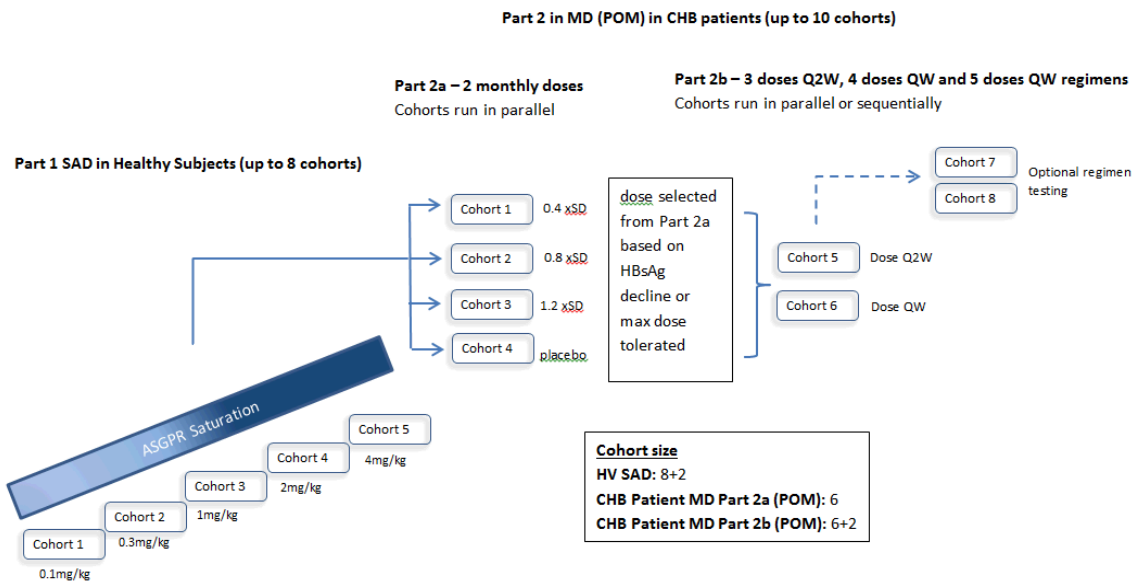 Part 2 in MD (POM) in CHB patients (up to 10 cohorts)
Part 2a – 2 monthly doses
Cohorts run in parallel
Part 2b – 3 doses Q2W, 4 doses QW and 5 doses QW regimens
Cohorts run in parallel or sequentially
Part 1 SAD in Healthy Subjects (up to 8 cohorts)
Cohort 1
0.4 xSD
Cohort 2
0.8 xSD
Cohort 3
1.2 xSD
Cohort 4
placebo
dose selected
from Part 2a
based on
HBsAg
decline or
max dose
tolerated
Cohort 7
Cohort 8
Optional regimen
testing
Cohort 5
Dose Q2W
Cohort 6
Dose QW
ASGPR Saturation
Cohort 5
4mg/kg
Cohort 4
2mg/kg
Cohort 3
1mg/kg
Cohort 2
0.3mg/kg
Cohort 1
0.1mg/kg
Cohort size
HV SAD: 8+2
CHB Patient MD Part 2a (POM): 6
CHB Patient MD Part 2b (POM): 6+2